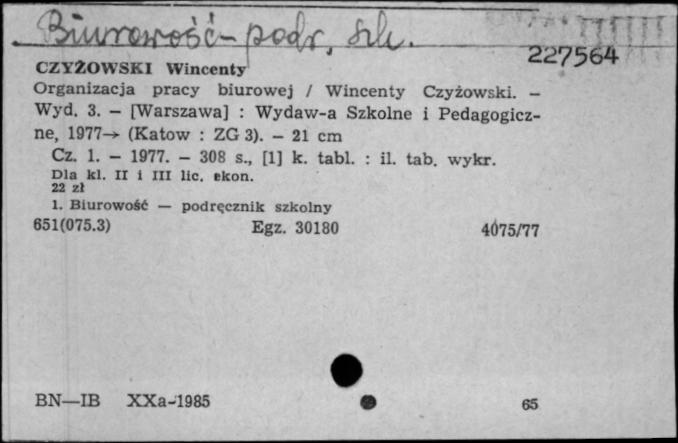 Biurowość - podr. szk.
227564
CZYŻOWSKI Wincenty
Organizacja pracy biurowej / Wincenty Czyżowski. —
Wyd. 3. — [Warszawa] : Wydaw-a Szkolne i Pedagogicz-
ne, 1977→ (Katow : ZG 3). — 21 cm
Cz. 1. — 1977. — 308 s., [1] k. tabl. : il. tab. wykr.
Dla kl. II i III lic. ekon.
22 zł
1. Biurowość — podręcznik szkolny
651(075.3) Egz. 30180 4075/77
BN—IB XXa-1985 65